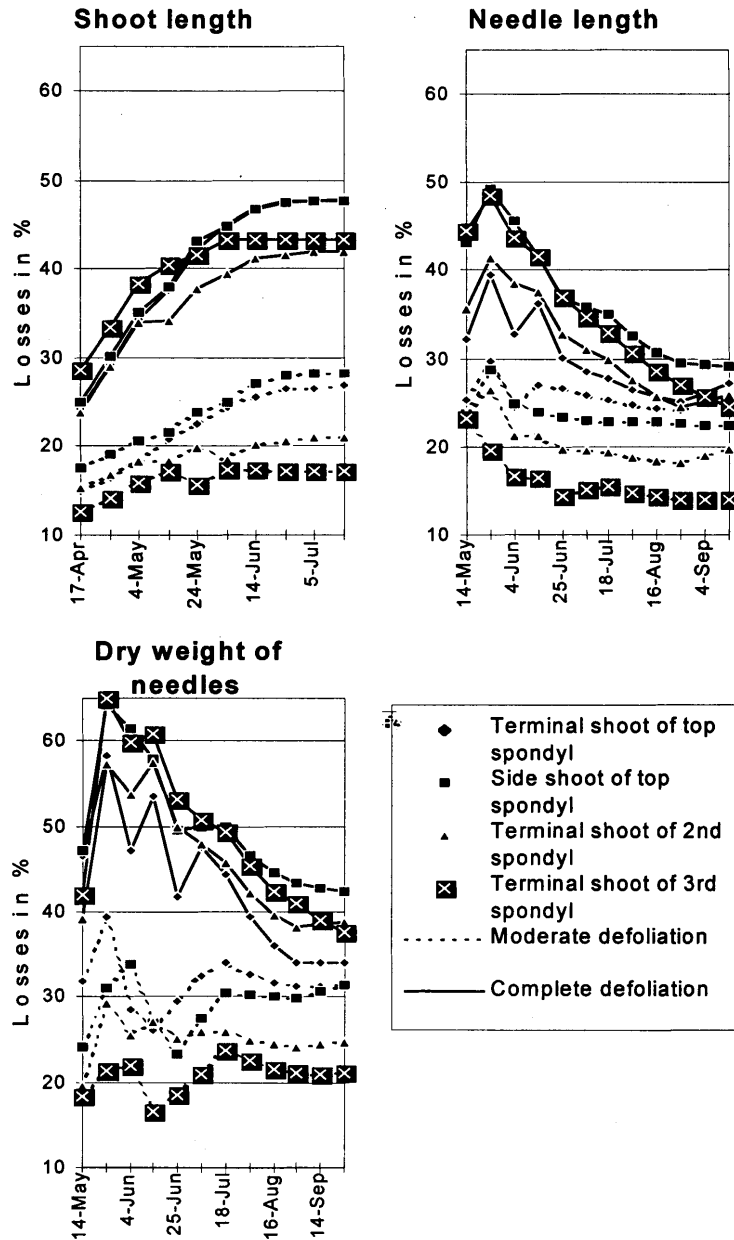 Shoot length
Losses in %
60
50
40
30
20
10
17-Apr
4-May
24-May
14-Jun
5-Jul
Needle length
Losses in %
60
50
40
30
20
10
14-May
4-Jun
25-Jun
18-Jul
16-Aug
4-Sep
Dry weight of
needles
Losses in %
60
50
40
30
20
10
14-May
4-Jun
25-Jun
18-Jul
16-Aug
14-Sep
Terminal shoot of top
spondyl
Side shoot of top
spondyl
Terminal shoot of 2nd
spondyl
Terminal shoot of 3rd
spondyl
Moderate defoliation
Complete defoliation